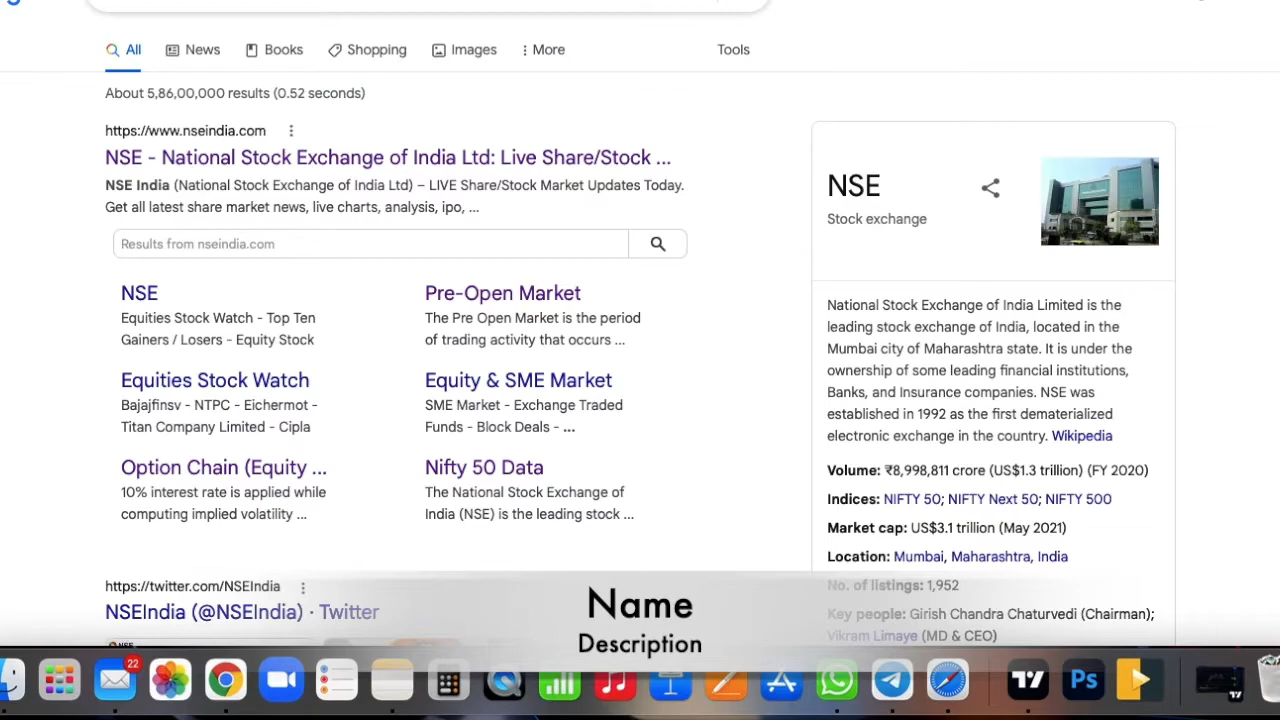 All News Books Shopping Images More Tools
About 5,86,00,000 results (0.52 seconds)
https://www.nseindia.com
NSE - National Stock Exchange of India Ltd: Live Share/Stock ...
NSE India (National Stock Exchange of India Ltd) – LIVE Share/Stock Market Updates Today.
Get all latest share market news, live charts, analysis, ipo, ...
Results from nseindia.com
NSE
Equities Stock Watch - Top Ten
Gainers / Losers - Equity Stock
Pre-Open Market
The Pre Open Market is the period
of trading activity that occurs ...
Equities Stock Watch
Bajajfinsv - NTPC - Eichermot -
Titan Company Limited - Cipla
Equity & SME Market
SME Market - Exchange Traded
Funds - Block Deals - ...
Option Chain (Equity ...
10% interest rate is applied while
computing implied volatility ...
Nifty 50 Data
The National Stock Exchange of
India (NSE) is the leading stock ...
https://twitter.com/NSEIndia
NSEIndia (@NSEIndia) · Twitter
NSE
NSE
Stock exchange
National Stock Exchange of India Limited is the
leading stock exchange of India, located in the
Mumbai city of Maharashtra state. It is under the
ownership of some leading financial institutions,
Banks, and Insurance companies. NSE was
established in 1992 as the first dematerialized
electronic exchange in the country. Wikipedia
Volume: ₹8,998,811 crore (US$1.3 trillion) (FY 2020)
Indices: NIFTY 50; NIFTY Next 50; NIFTY 500
Market cap: US$3.1 trillion (May 2021)
Location: Mumbai, Maharashtra, India
No. of listings: 1,952
Key people: Girish Chandra Chaturvedi (Chairman);
Vikram Limaye (MD & CEO)
Name
Description
22
Ps